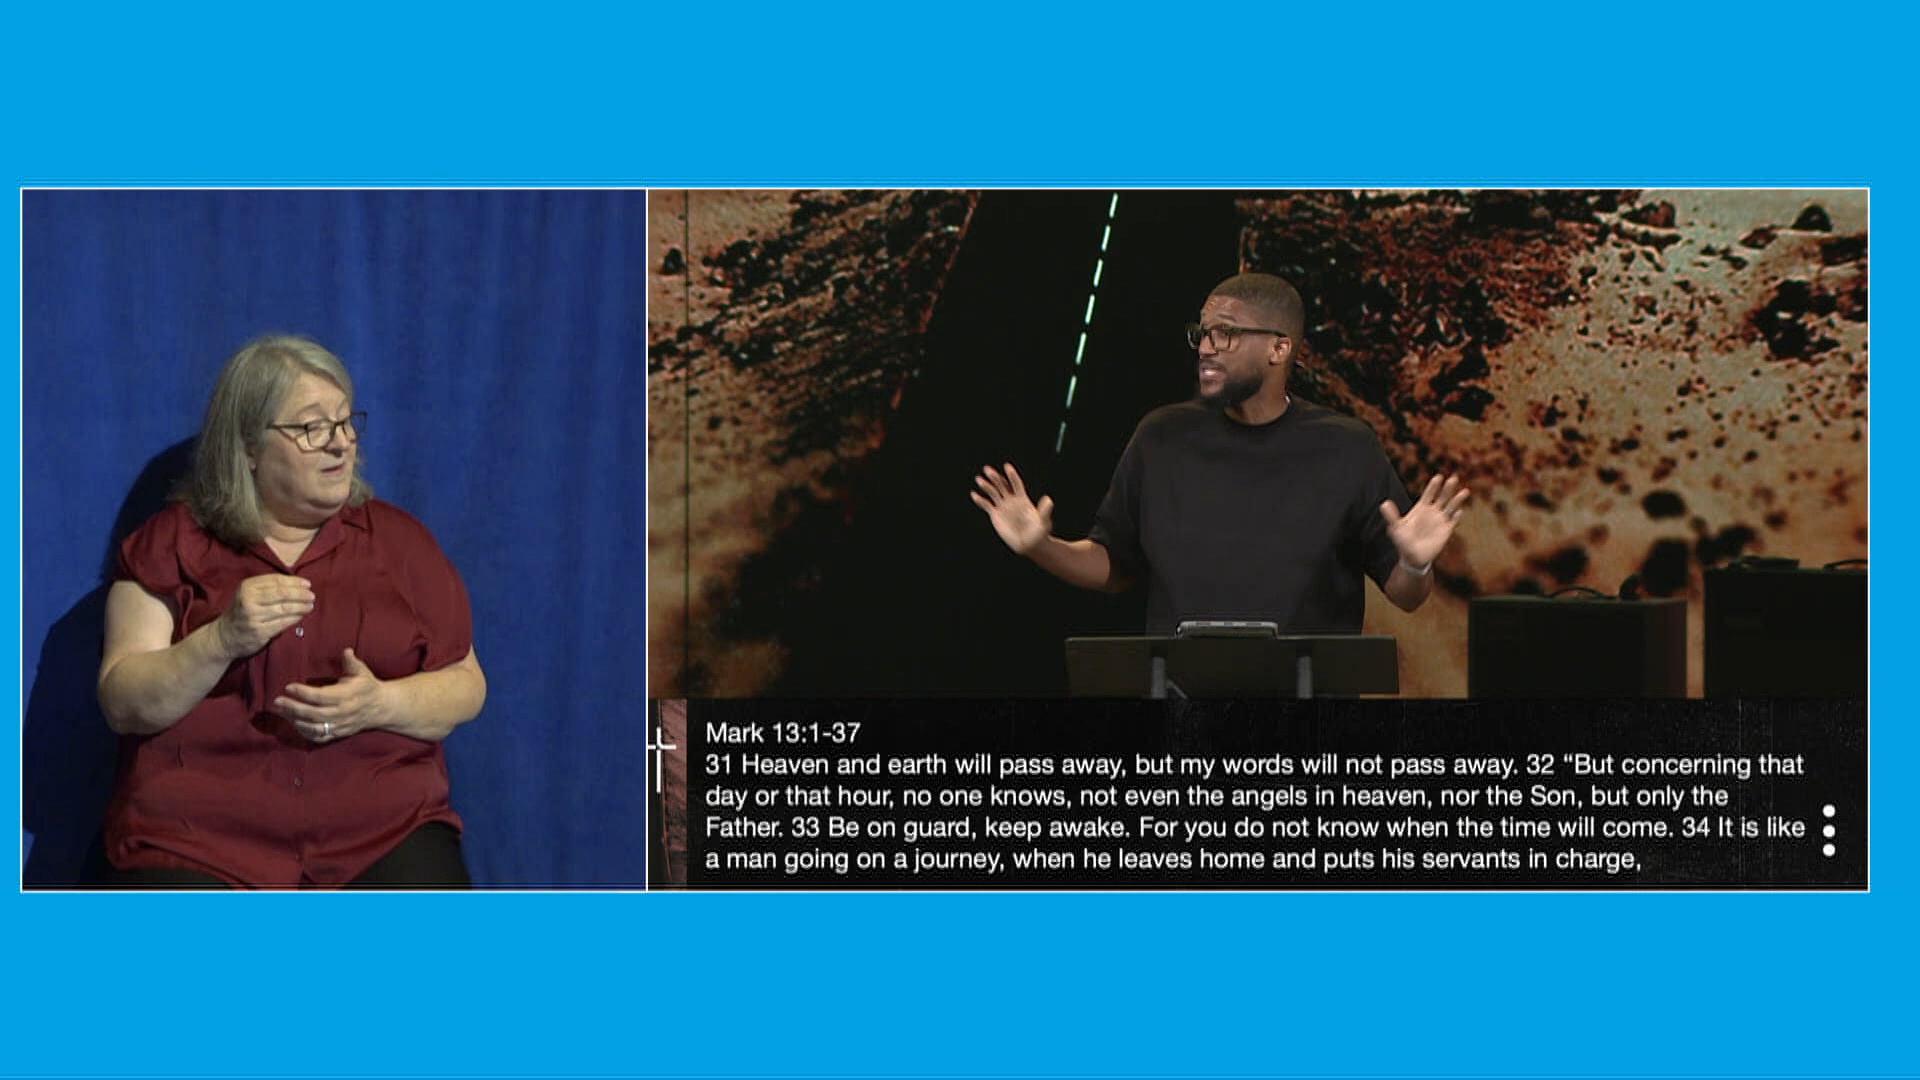 Mark 13:1-37
31 Heaven and earth will pass away, but my words will not pass away. 32 “But concerning that
day or that hour, no one knows, not even the angels in heaven, nor the Son, but only the
Father. 33 Be on guard, keep awake. For you do not know when the time will come. 34 It is like
a man going on a journey, when he leaves home and puts his servants in charge,